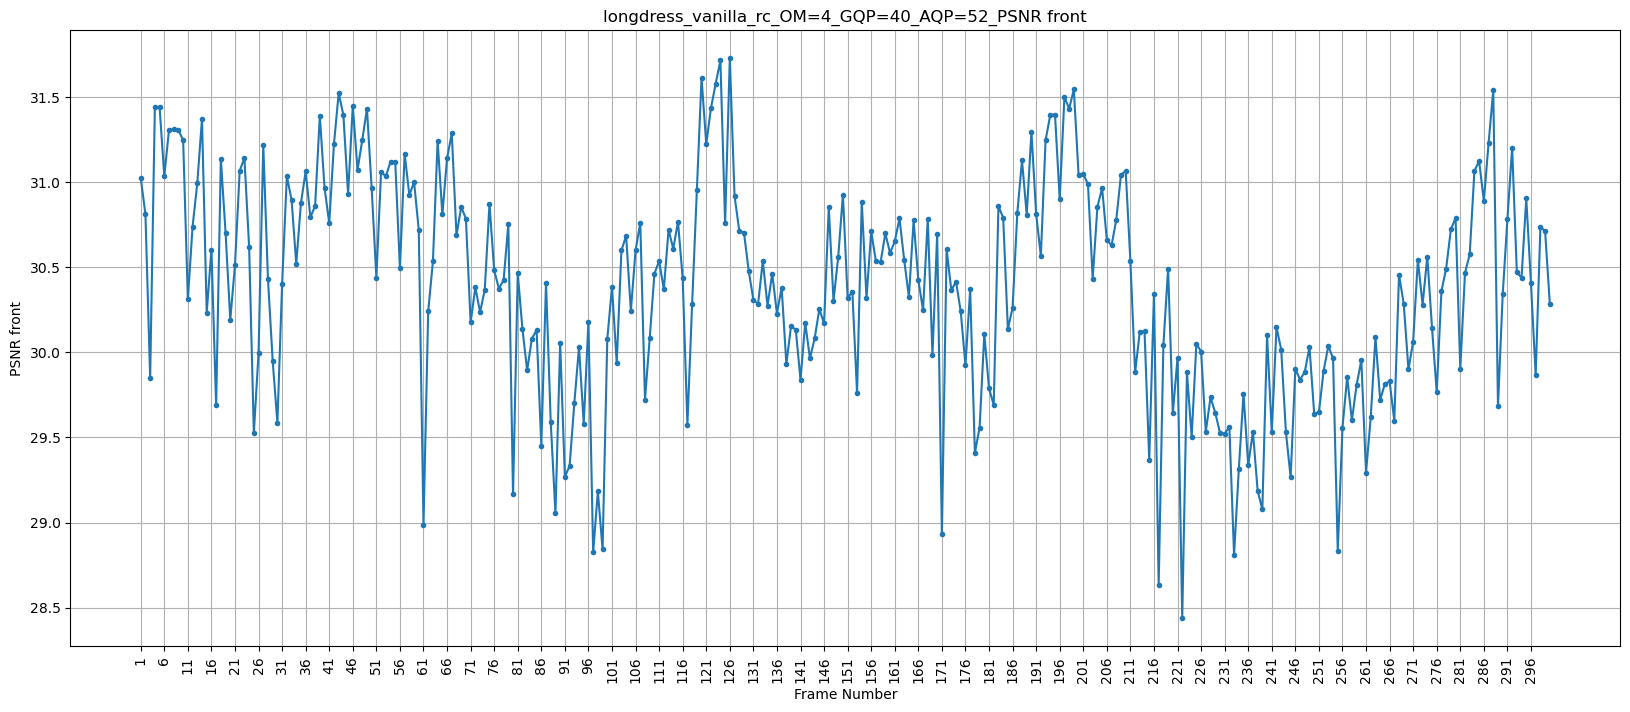 longdress_vanilla_rc_OM=4_GQP=40_AQP=52_PSNR front
PSNR front
31.5
31.0
30.5
30.0
29.5
29.0
28.5
1 6 11 16 21 26 31 36 41 46 51 56 61 66 71 76 81 86 91 96 101 106 111 116 121 126 131 136 141 146 151 156 161 166 171 176 181 186 191 196 201 206 211 216 221 226 231 236 241 246 251 256 261 266 271 276 281 286 291 296
Frame Number